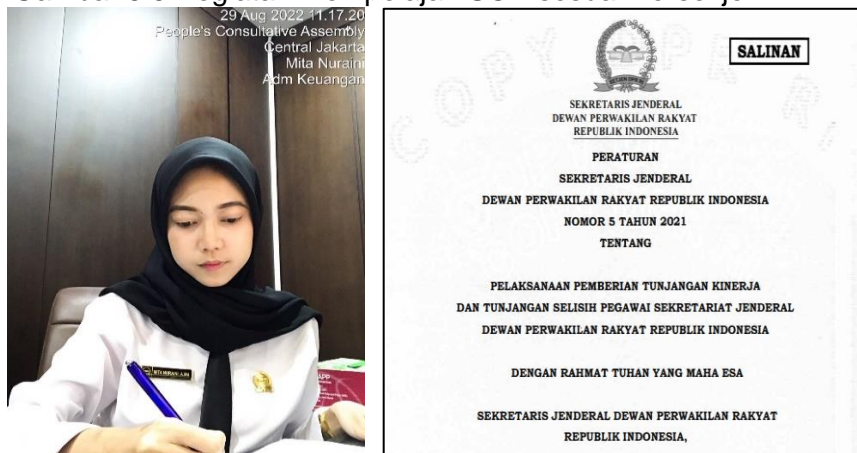 29 Aug 2022 11.17.20
People's Consultative Assembly
Central Jakarta
Mita Nuraini
Adm Keuangan
SALINAN
SEKRETARIS JENDERAL
DEWAN PERWAKILAN RAKYAT
REPUBLIK INDONESIA
PERATURAN
SEKRETARIS JENDERAL
DEWAN PERWAKILAN RAKYAT REPUBLIK INDONESIA
NOMOR 5 TAHUN 2021
TENTANG
PELAKSANAAN PEMBERIAN TUNJANGAN KINERJA
DAN TUNJANGAN SELISIH PEGAWAI SEKRETARIAT JENDERAL
DEWAN PERWAKILAN RAKYAT REPUBLIK INDONESIA
DENGAN RAHMAT TUHAN YANG MAHA ESA
SEKRETARIS JENDERAL DEWAN PERWAKILAN RAKYAT
REPUBLIK INDONESIA,